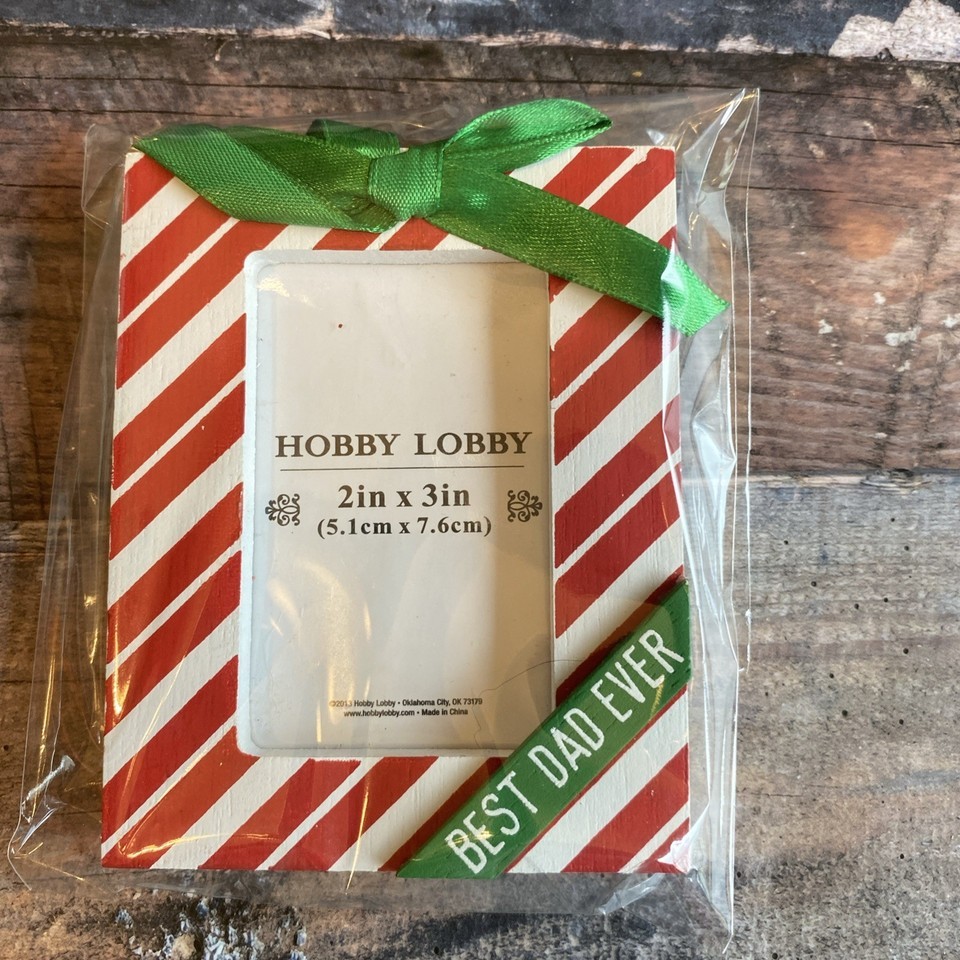 HOBBY LOBBY
2in x 3in
(5.1cm x 7.6cm)
©2013 Hobby Lobby • Oklahoma City, OK 73179
www.hobbylobby.com • Made in China
BEST DAD EVER